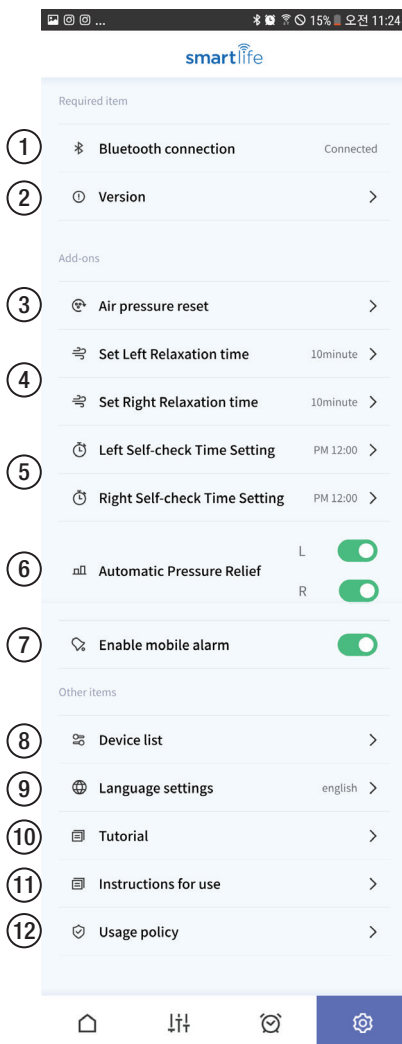 ... 15% 오전 11:24
smartlife
Required item
1 Bluetooth connection Connected
2 Version
Add-ons
3 Air pressure reset
Set Left Relaxation time 10minute
4
Set Right Relaxation time 10minute
Left Self-check Time Setting PM 12:00
5
Right Self-check Time Setting PM 12:00
L
6 Automatic Pressure Relief
R
7 Enable mobile alarm
Other items
8 Device list
9 Language settings english
10 Tutorial
11 Instructions for use
12 Usage policy